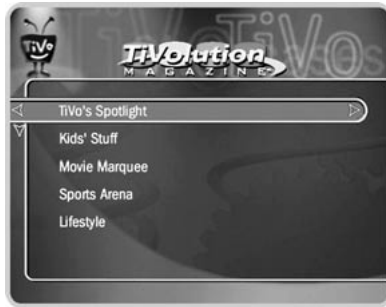 TiVo
TiVolution
MAGAZINE
TiVo's Spotlight
Kids' Stuff
Movie Marquee
Sports Arena
Lifestyle